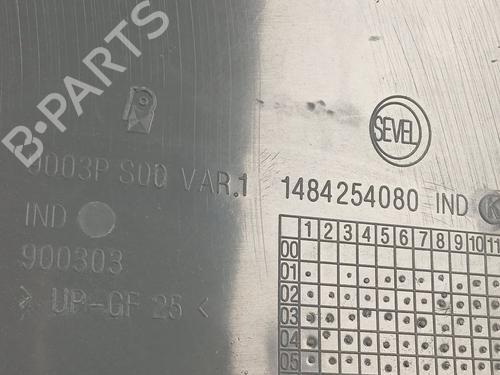 B-PARTS
SEVEL
9003P S00 VAR.1
1484254080 IND K
IND
900303
> UP-GF 25 <
1 2 3 4 5 6 7 8 9 10 11
00
01
02
03
04
05